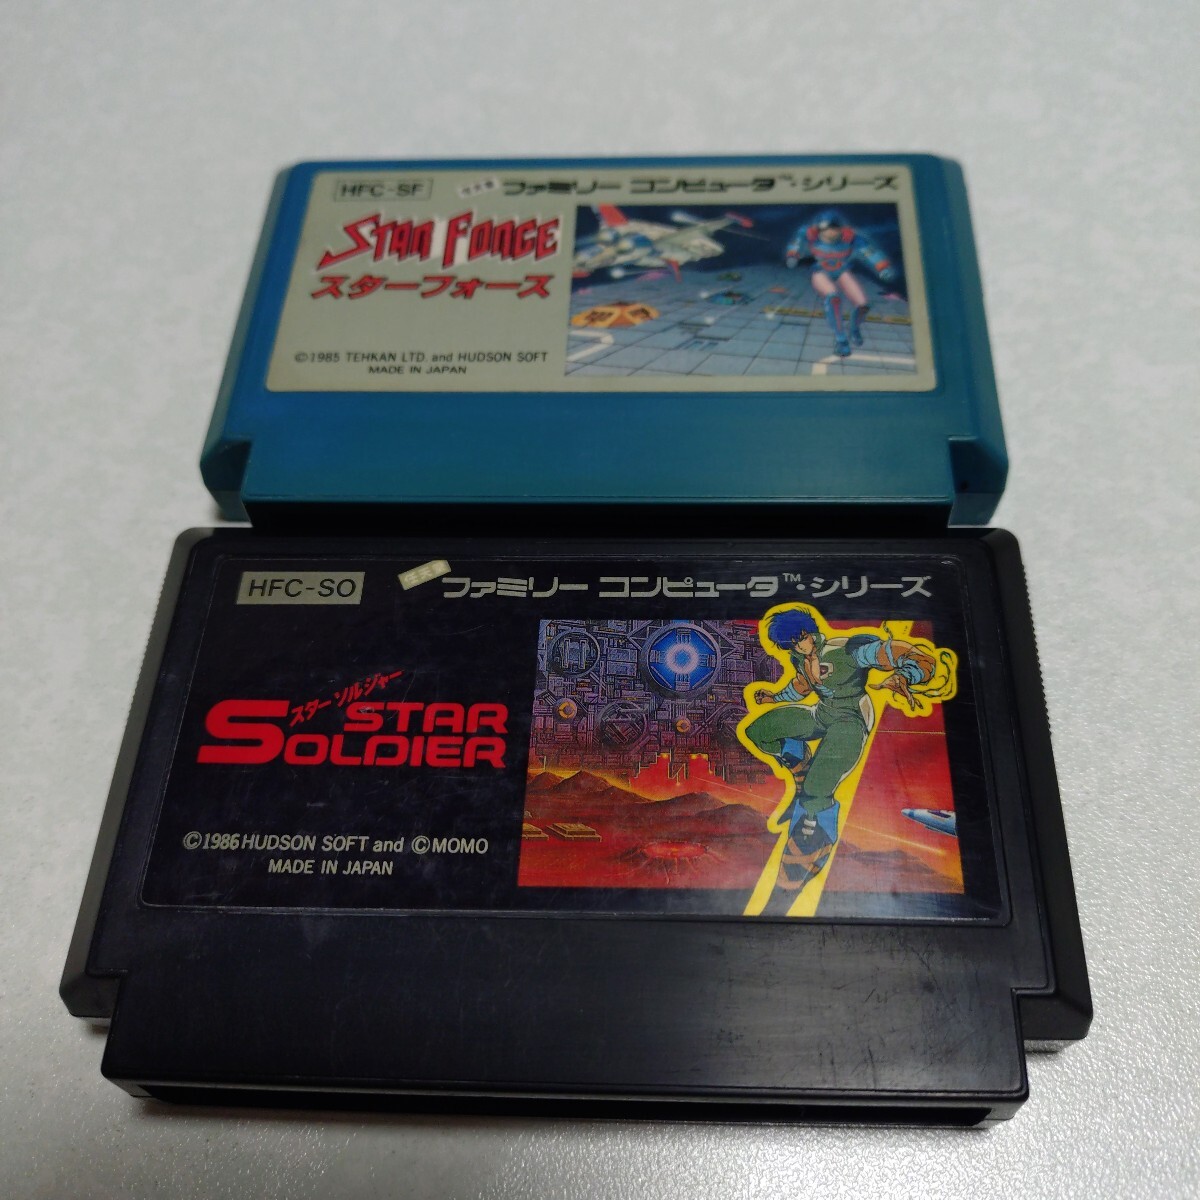 HFC-SF
ファミリー コンピュータ™・シリーズ
STAR FORCE
スターフォース
©1985 TEHKAN LTD. and HUDSON SOFT
MADE IN JAPAN
HFC-SO
ファミリー コンピュータ™・シリーズ
スター ソルジャー
STAR
SOLDIER
©1986 HUDSON SOFT and ©MOMO
MADE IN JAPAN